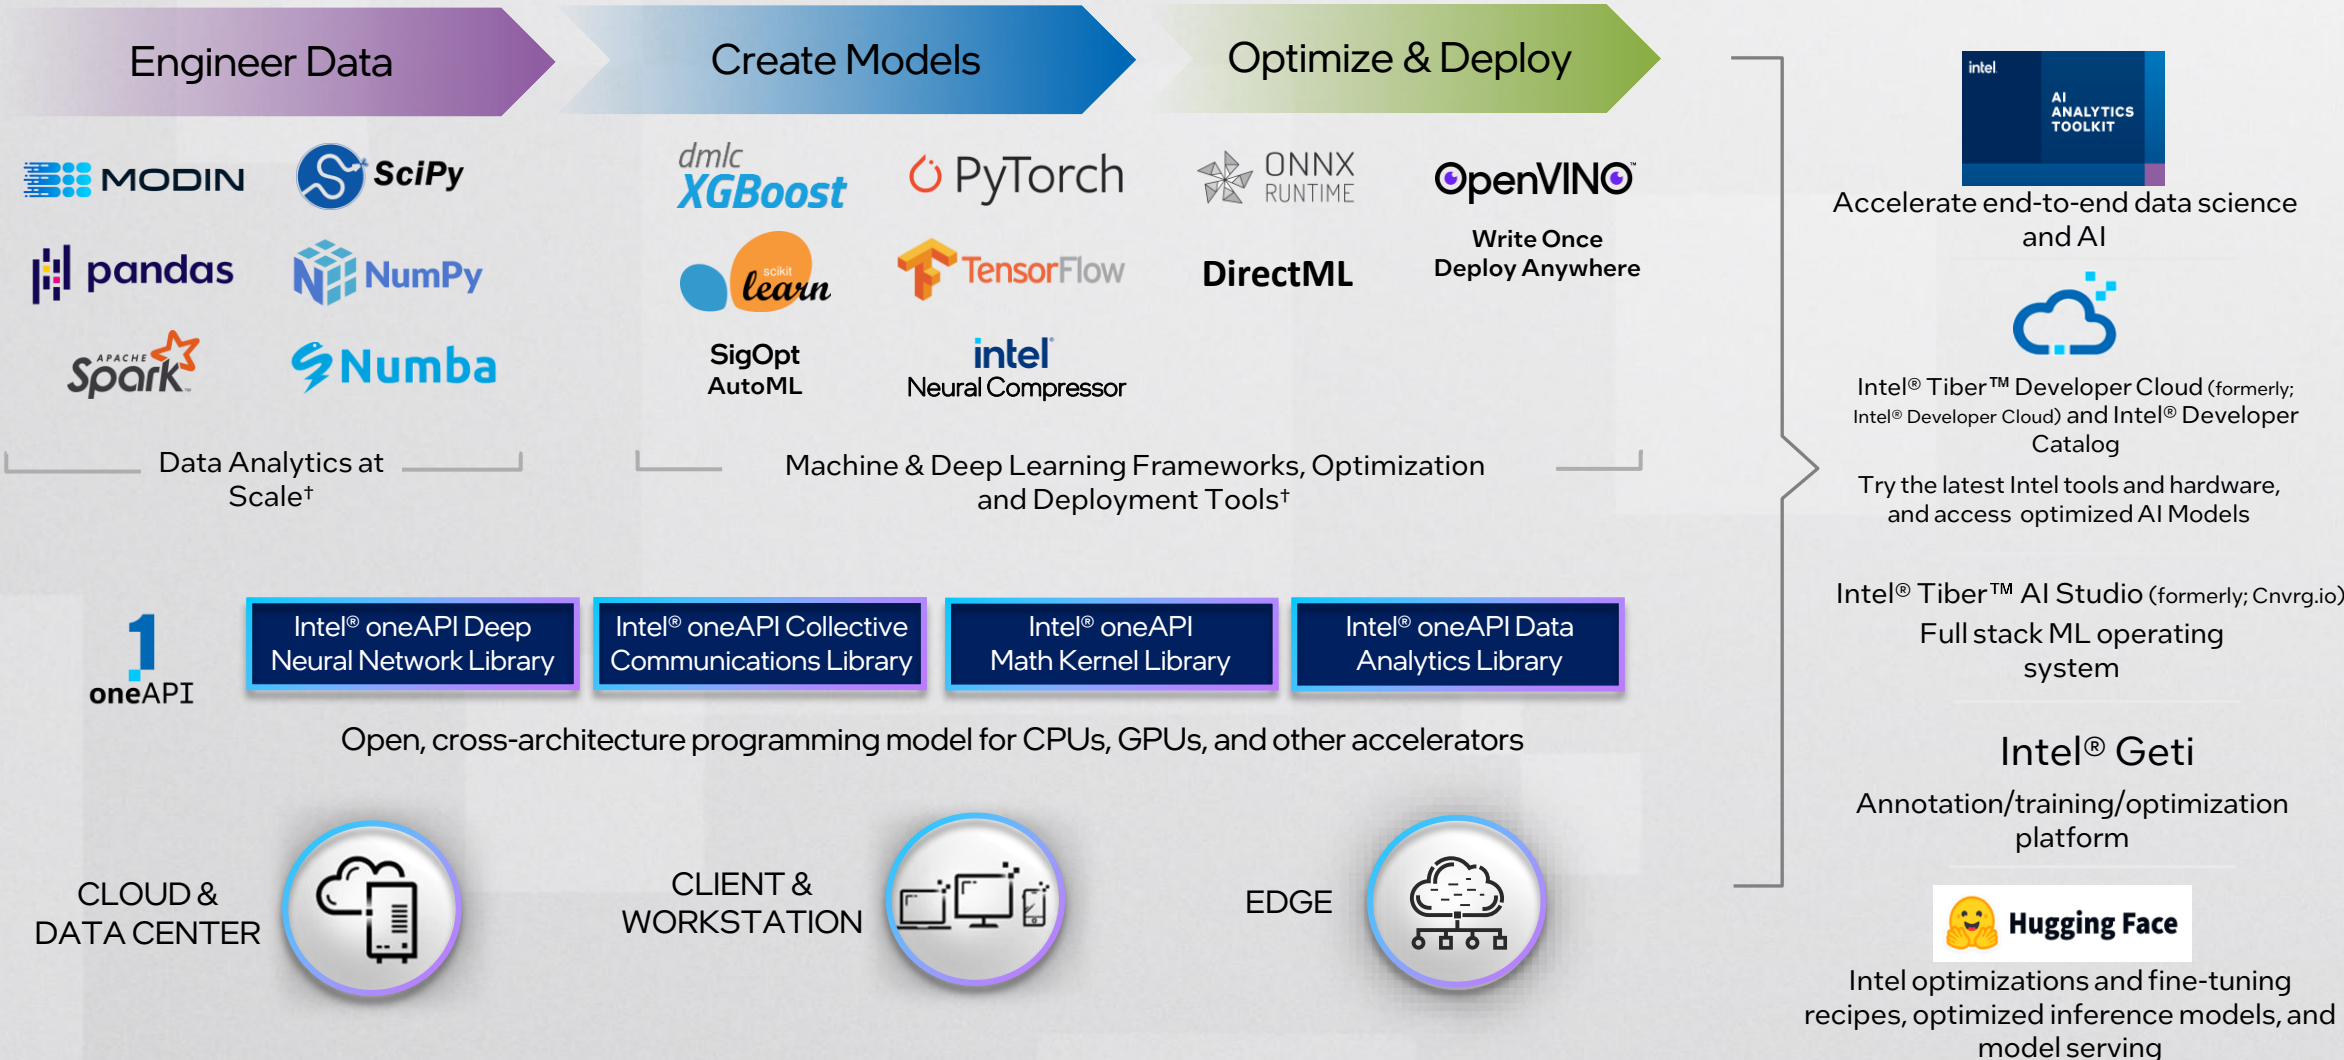 Engineer Data
Create Models
Optimize & Deploy
MODIN
SciPy
pandas
NumPy
APACHE
Spark™
Numba
Data Analytics at
Scale†
dmlc
XGBoost
PyTorch
scikit
learn
TensorFlow
SigOpt
AutoML
intel®
Neural Compressor
ONNX
RUNTIME
OpenVINO™
DirectML
Write Once
Deploy Anywhere
Machine & Deep Learning Frameworks, Optimization
and Deployment Tools†
1
oneAPI
Intel® oneAPI Deep
Neural Network Library
Intel® oneAPI Collective
Communications Library
Intel® oneAPI
Math Kernel Library
Intel® oneAPI Data
Analytics Library
Open, cross-architecture programming model for CPUs, GPUs, and other accelerators
CLOUD &
DATA CENTER
CLIENT &
WORKSTATION
EDGE
intel.
AI
ANALYTICS
TOOLKIT
Accelerate end-to-end data science
and AI
Intel® Tiber™ Developer Cloud (formerly;
Intel® Developer Cloud) and Intel® Developer
Catalog
Try the latest Intel tools and hardware,
and access optimized AI Models
Intel® Tiber™ AI Studio (formerly; Cnvrg.io)
Full stack ML operating
system
Intel® Geti
Annotation/training/optimization
platform
Hugging Face
Intel optimizations and fine-tuning
recipes, optimized inference models, and
model serving